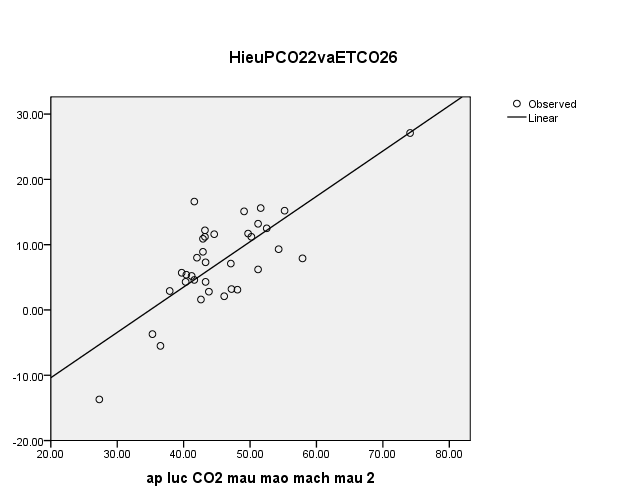 HieuPCO22vaETCO26
Observed
Linear
30.00
20.00
10.00
0.00
-10.00
-20.00
20.00 30.00 40.00 50.00 60.00 70.00 80.00
ap luc CO2 mau mao mach mau 2